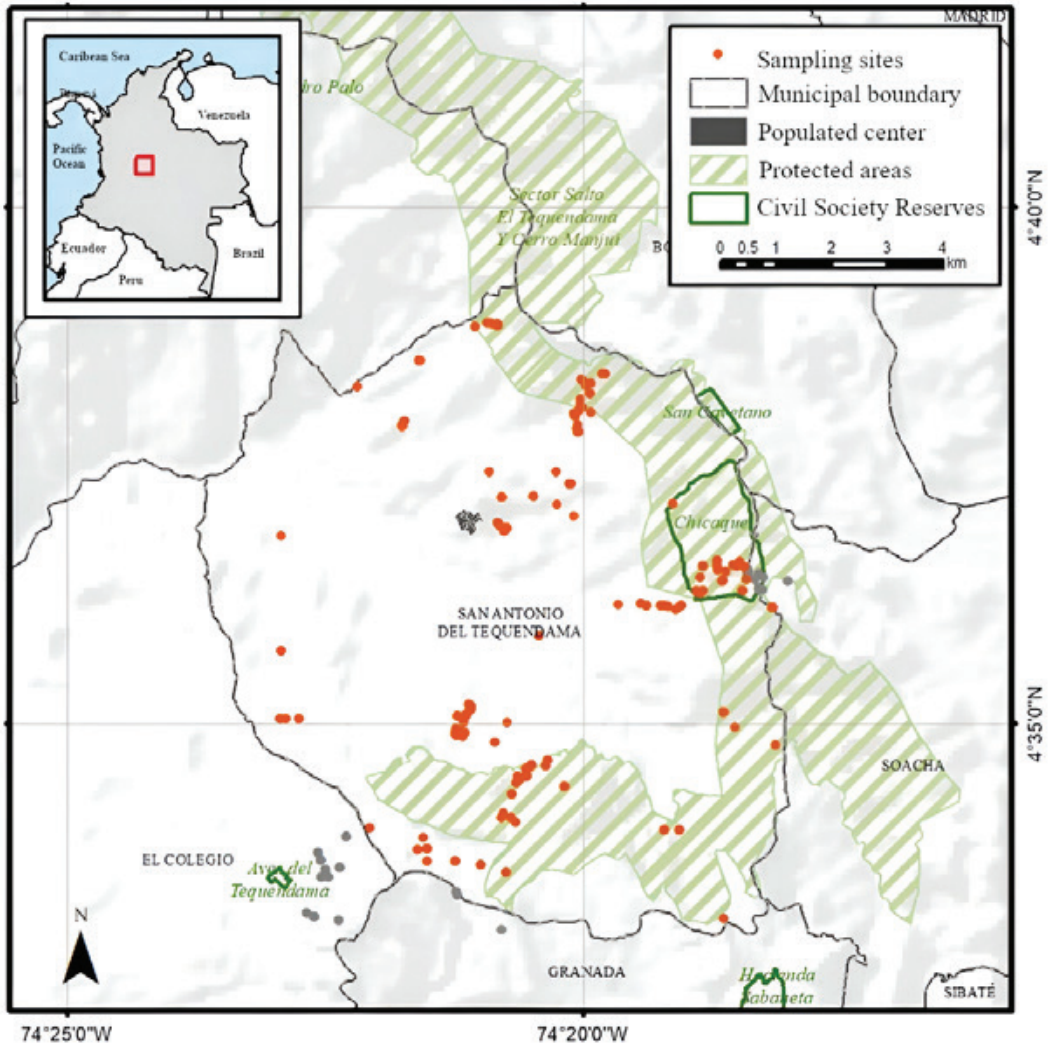 MADRID
Caribean Sea
Venezuela
Pacific
Ocean
Ecuador
Brazil
Peru
Sampling sites
Municipal boundary
Populated center
Protected areas
Civil Society Reserves
0 0.5 1 2 3 4
km
Sector Salto
El Tequendama
Y Cerro Manjui
4°40'0"N
San Cayetano
Chicaque
SAN ANTONIO
DEL TEQUENDAMA
4°35'0"N
SOACHA
EL COLEGIO
Aves del
Tequendama
N
GRANADA
Hacienda
Sabaneta
SIBATÉ
74°25'0"W
74°20'0"W